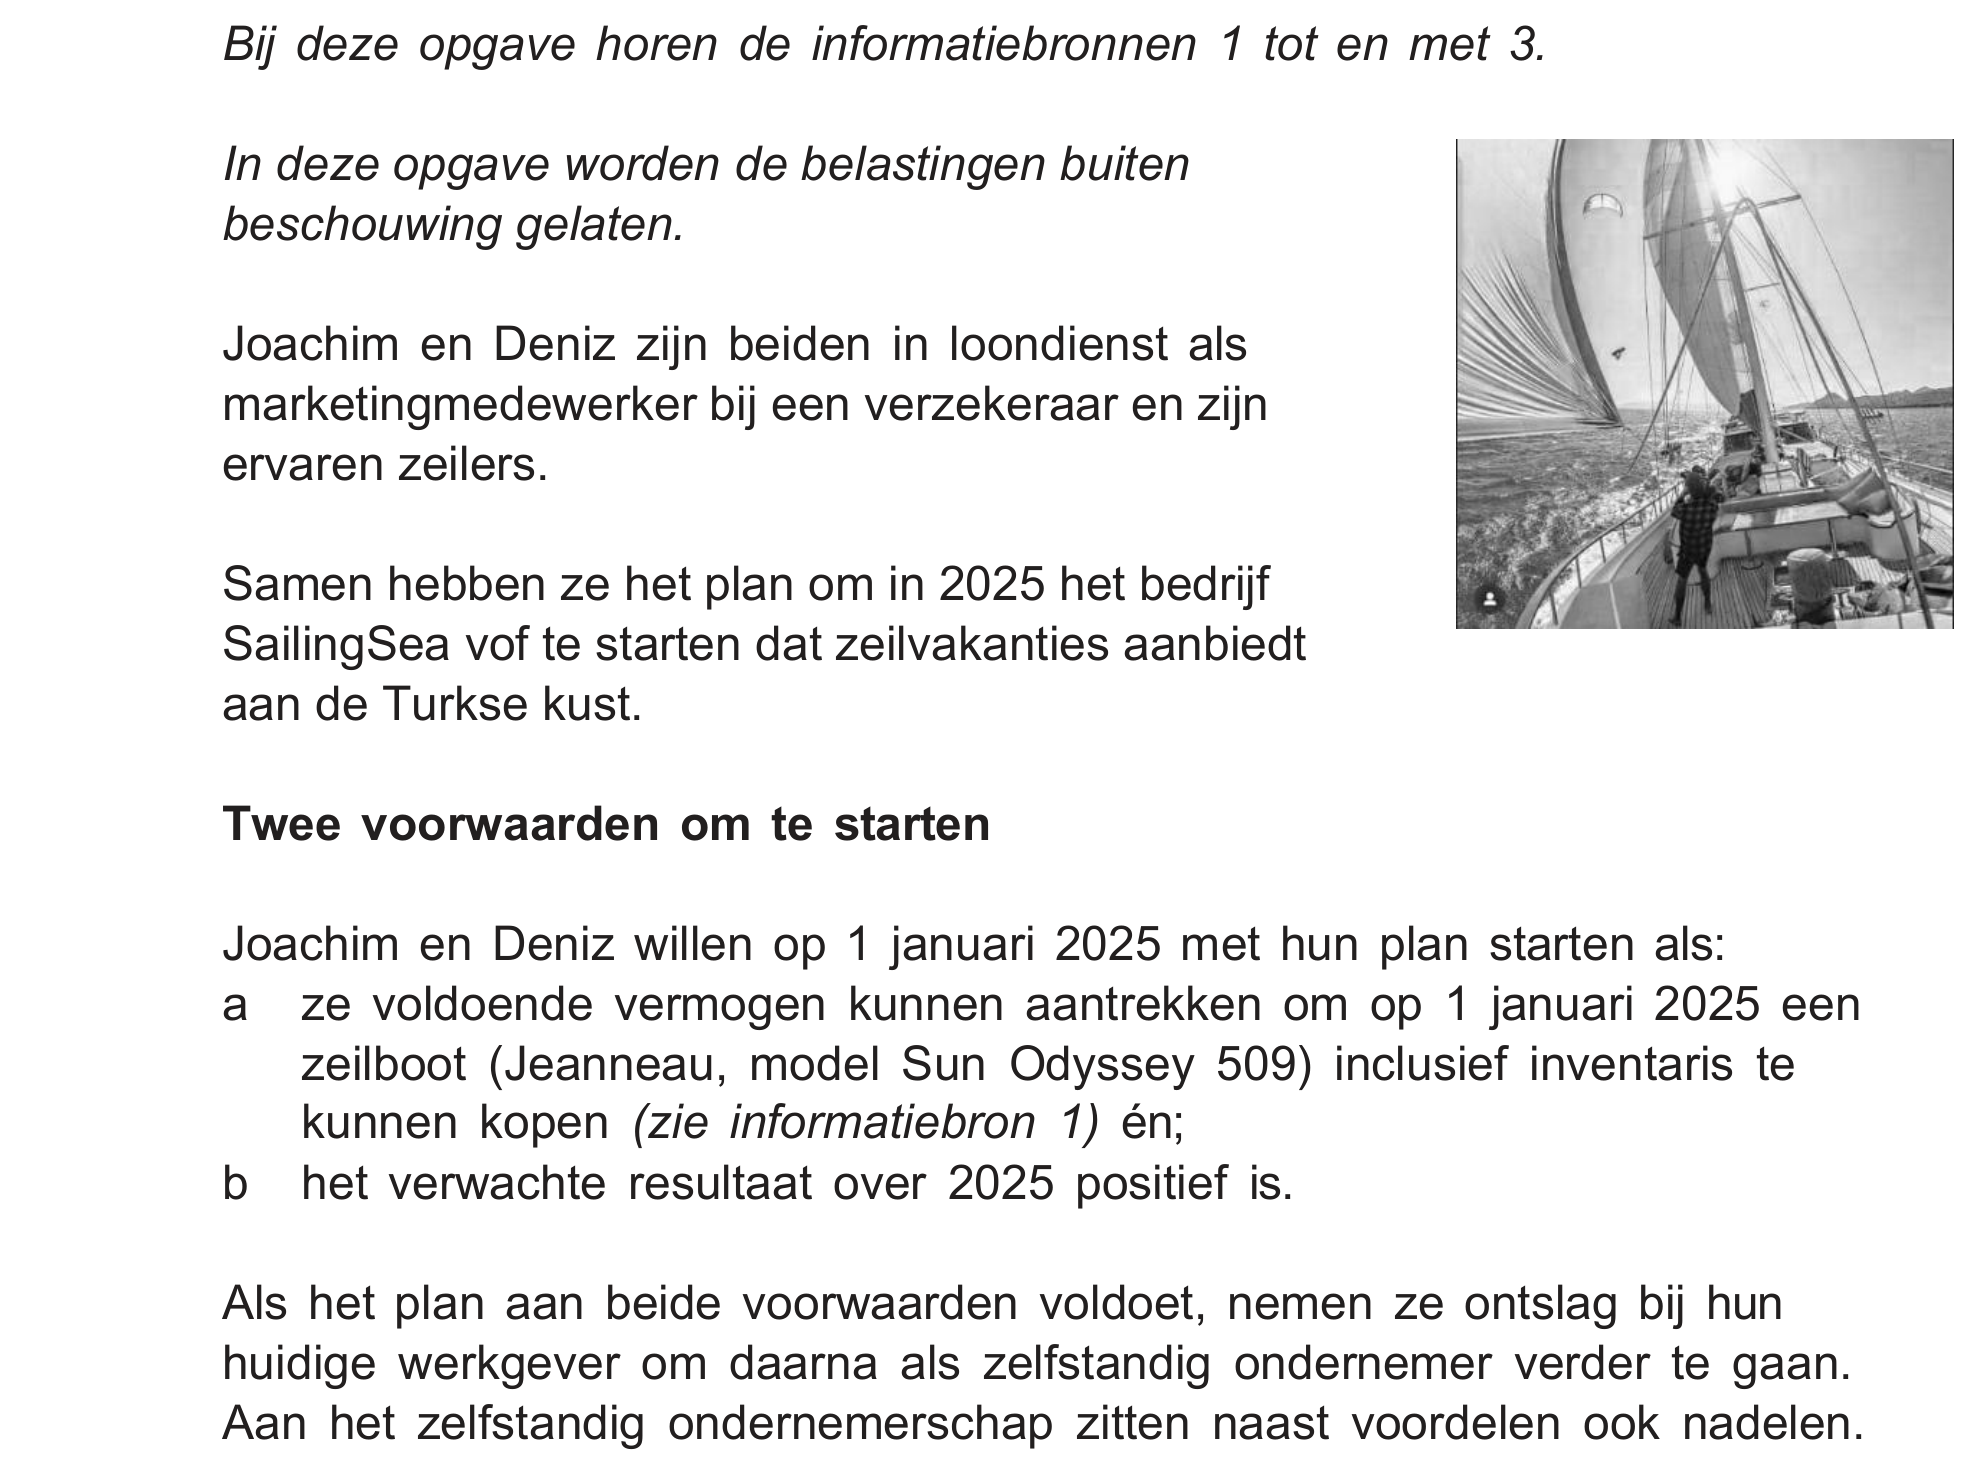 Bij deze opgave horen de informatiebronnen 1 tot en met 3.
In deze opgave worden de belastingen buiten
beschouwing gelaten.
Joachim en Deniz zijn beiden in loondienst als
marketingmedewerker bij een verzekeraar en zijn
ervaren zeilers.
Samen hebben ze het plan om in 2025 het bedrijf
SailingSea vof te starten dat zeilvakanties aanbiedt
aan de Turkse kust.
Twee voorwaarden om te starten
Joachim en Deniz willen op 1 januari 2025 met hun plan starten als:
a ze voldoende vermogen kunnen aantrekken om op 1 januari 2025 een
zeilboot (Jeanneau, model Sun Odyssey 509) inclusief inventaris te
kunnen kopen (zie informatiebron 1) én;
b het verwachte resultaat over 2025 positief is.
Als het plan aan beide voorwaarden voldoet, nemen ze ontslag bij hun
huidige werkgever om daarna als zelfstandig ondernemer verder te gaan.
Aan het zelfstandig ondernemerschap zitten naast voordelen ook nadelen.